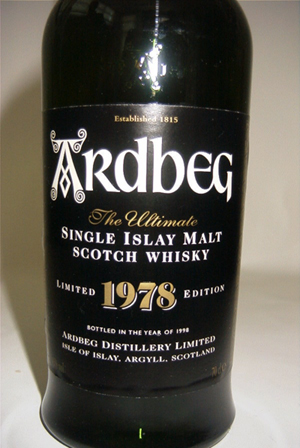 Established 1815
ARDBEG
The Ultimate
SINGLE ISLAY MALT
SCOTCH WHISKY
LIMITED 1978 EDITION
BOTTLED IN THE YEAR OF 1998
ARDBEG DISTILLERY LIMITED
ISLE OF ISLAY, ARGYLL, SCOTLAND